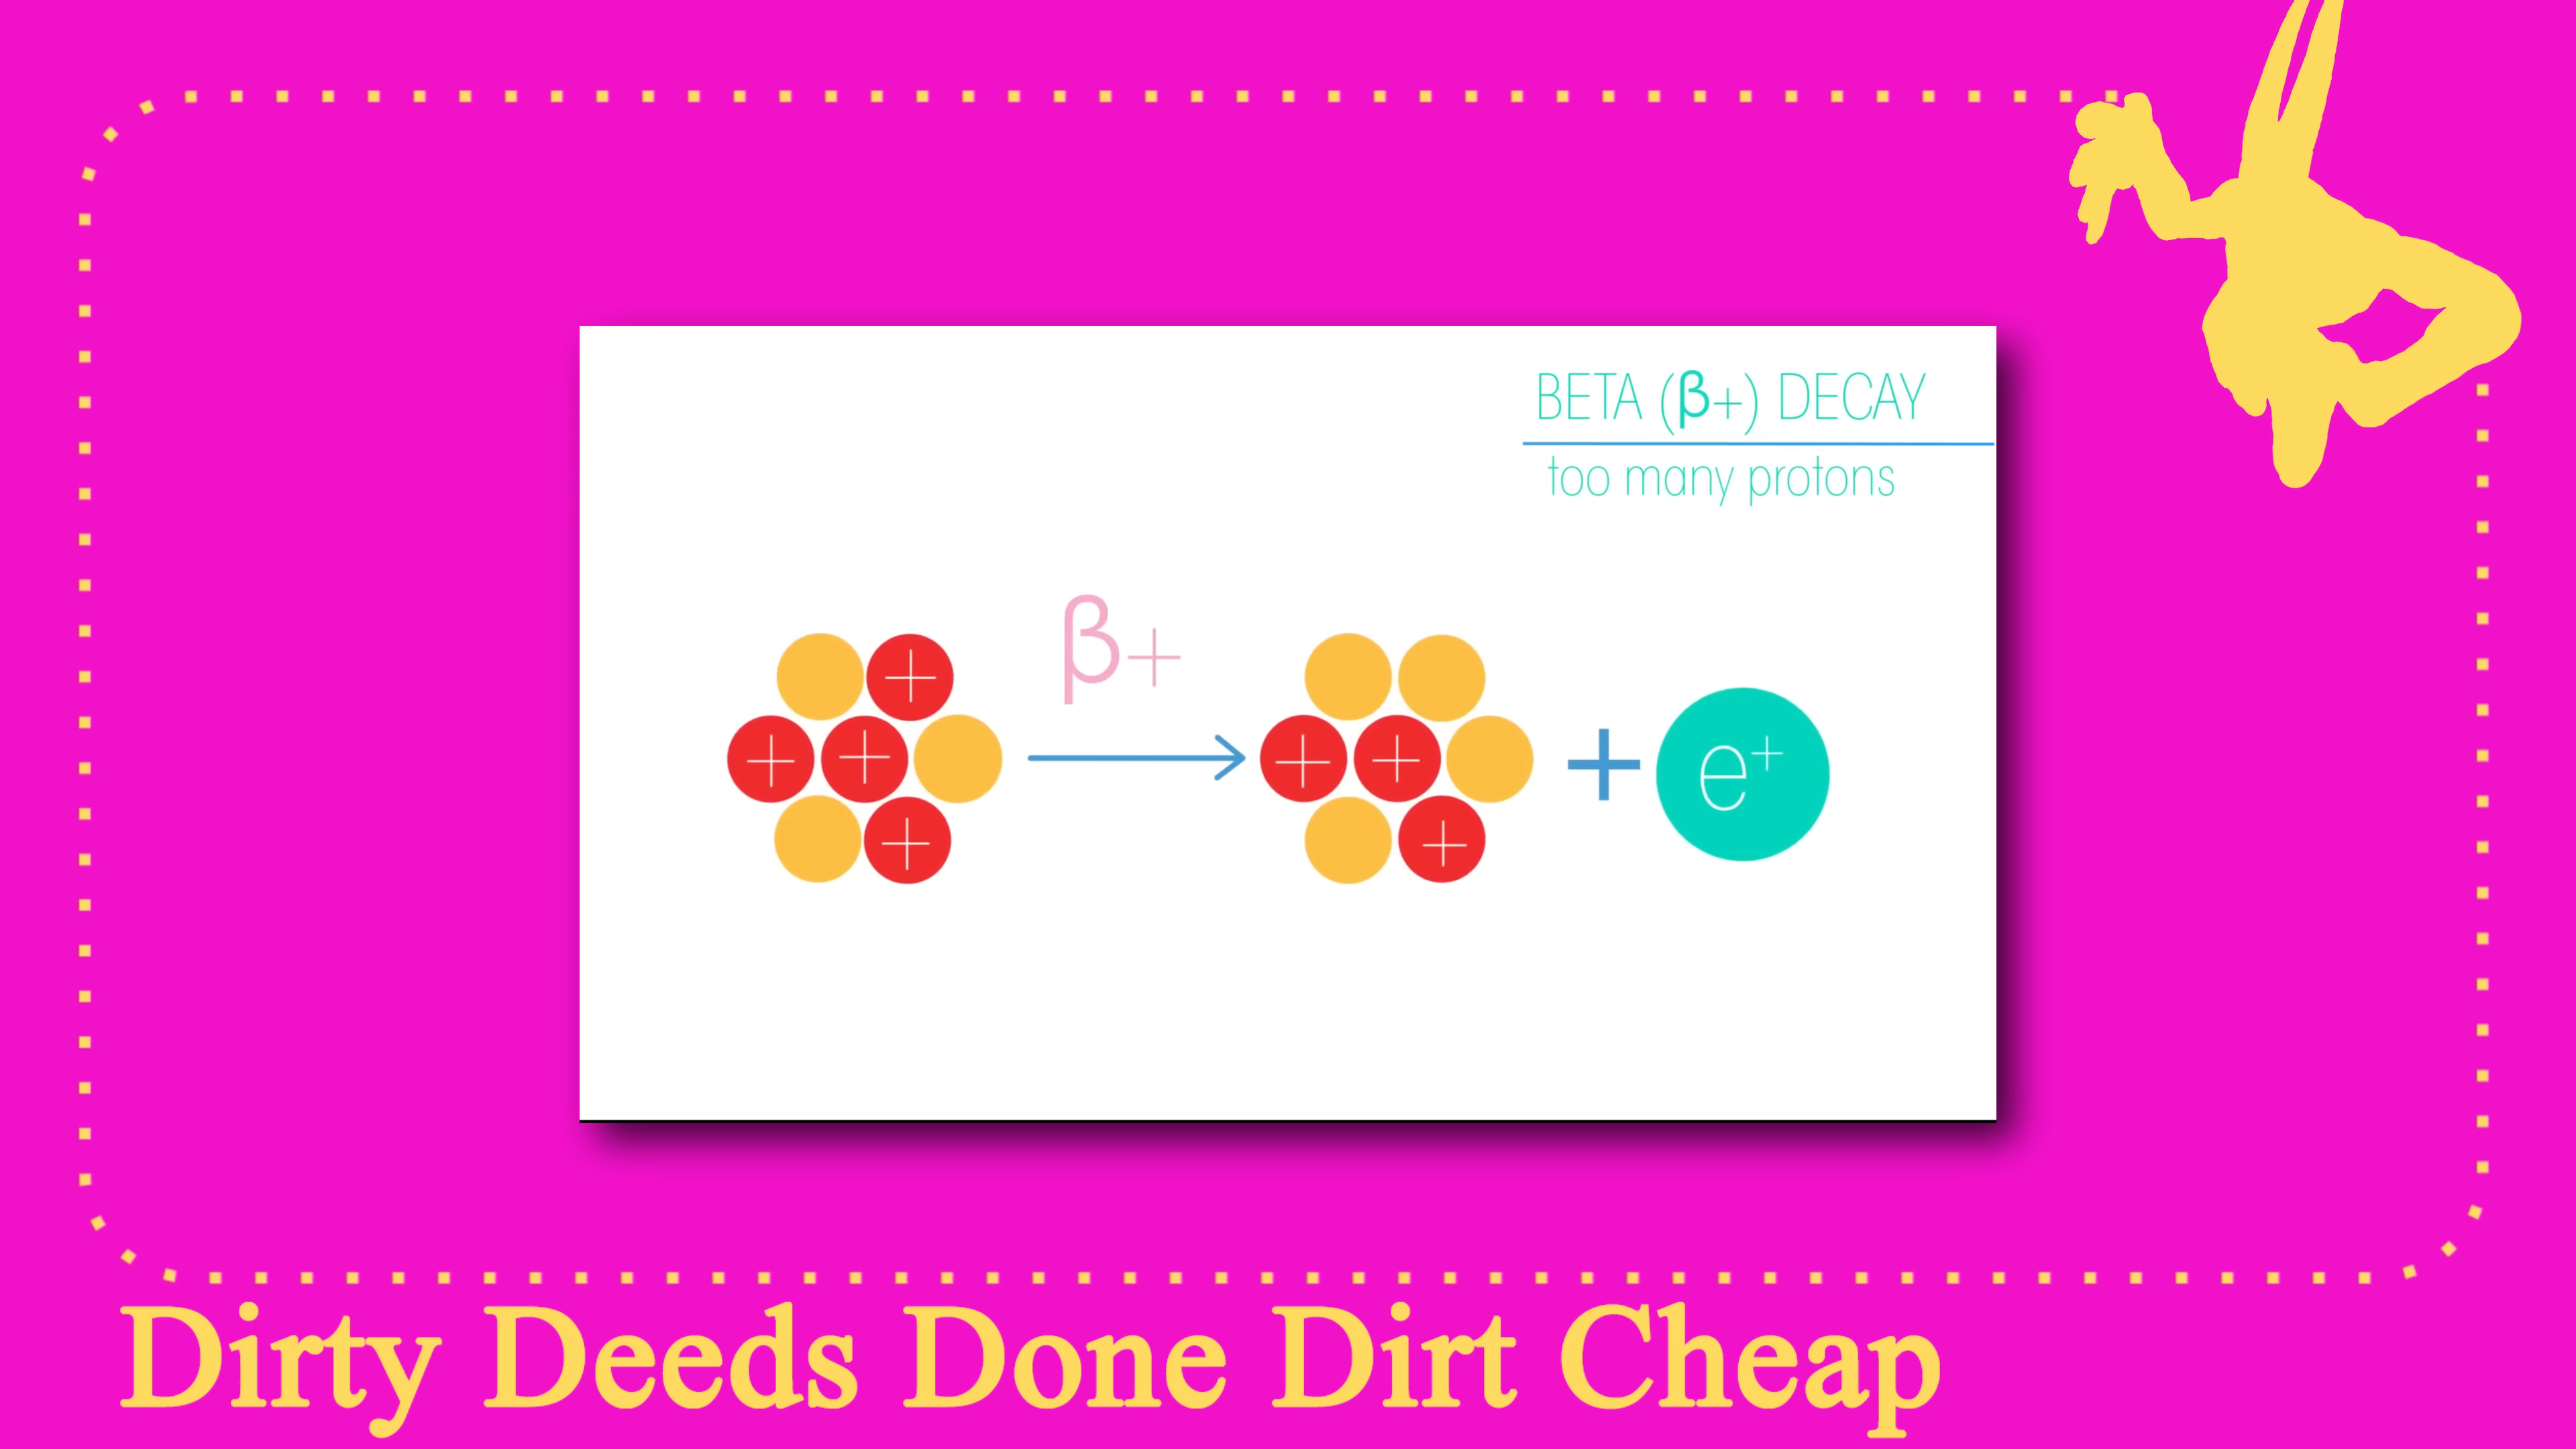 BETA (β+) DECAY
too many protons
β+
+ +
+ + + + + e⁺
+ +
Dirty Deeds Done Dirt Cheap